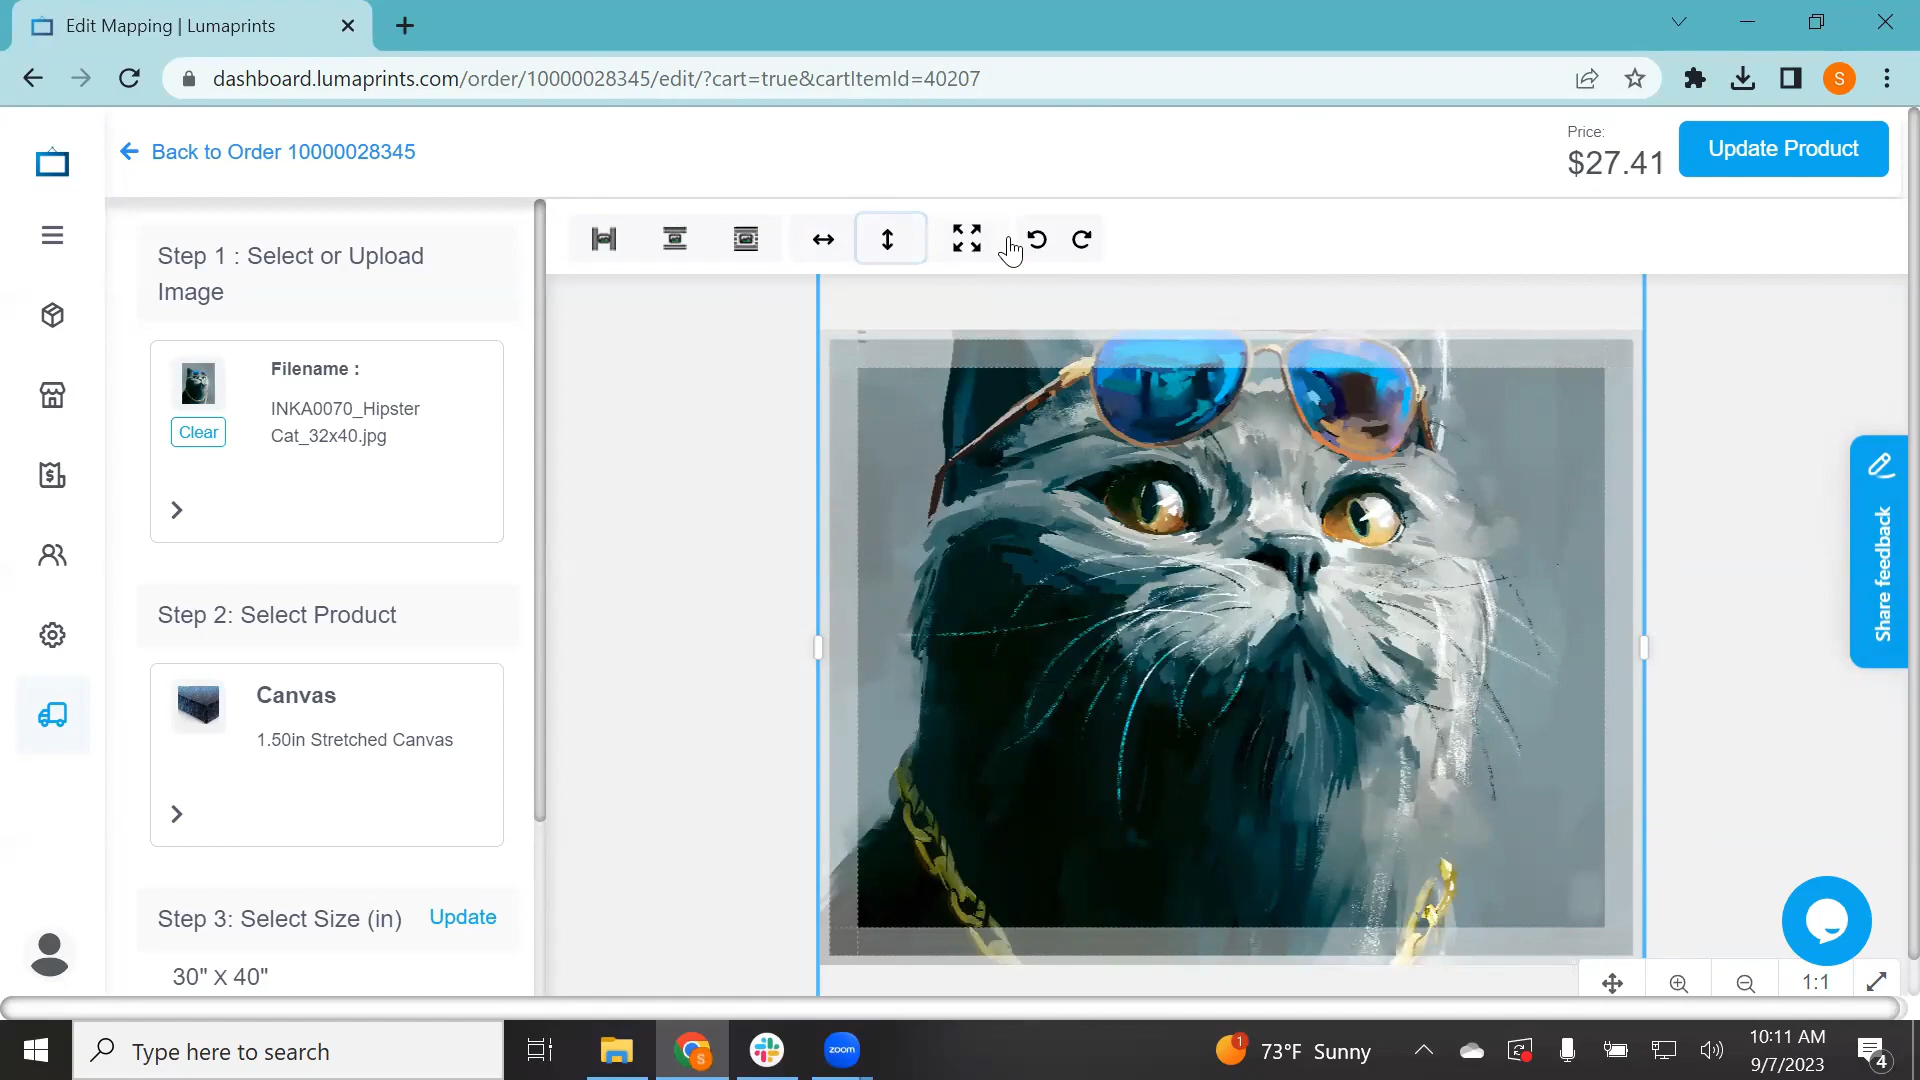 Edit Mapping | Lumaprints
dashboard.lumaprints.com/order/10000028345/edit/?cart=true&cartItemId=40207
S
Back to Order 10000028345
Price:
$27.41
Update Product
Step 1 : Select or Upload
Image
Filename :
INKA0070_Hipster
Cat_32x40.jpg
Clear
Step 2: Select Product
Canvas
1.50in Stretched Canvas
Step 3: Select Size (in)
Update
30" X 40"
Share feedback
1:1
Type here to search
S
zoom
1
73°F Sunny
10:11 AM
9/7/2023
4